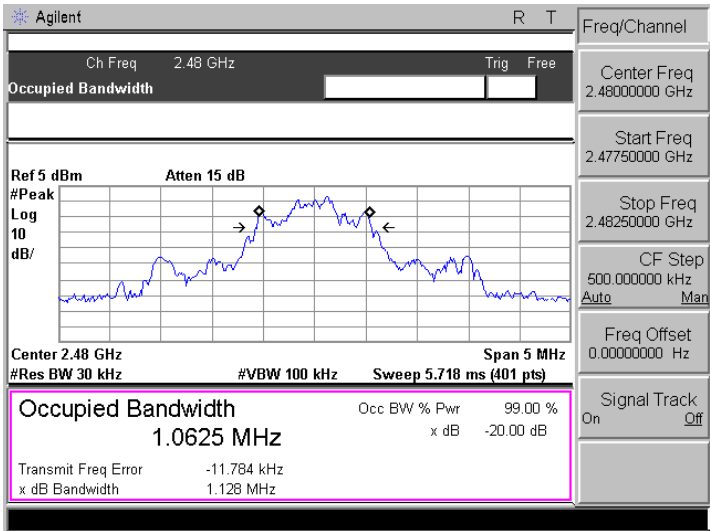 Agilent R T
Freq/Channel
Ch Freq 2.48 GHz Trig Free
Occupied Bandwidth
Center Freq
2.48000000 GHz
Start Freq
2.47750000 GHz
Stop Freq
2.48250000 GHz
CF Step
500.000000 kHz
Auto Man
Freq Offset
0.00000000 Hz
Signal Track
On Off
Ref 5 dBm Atten 15 dB
#Peak
Log
10
dB/
Center 2.48 GHz Span 5 MHz
#Res BW 30 kHz #VBW 100 kHz Sweep 5.718 ms (401 pts)
Occupied Bandwidth Occ BW % Pwr 99.00 %
1.0625 MHz x dB -20.00 dB
Transmit Freq Error -11.784 kHz
x dB Bandwidth 1.128 MHz